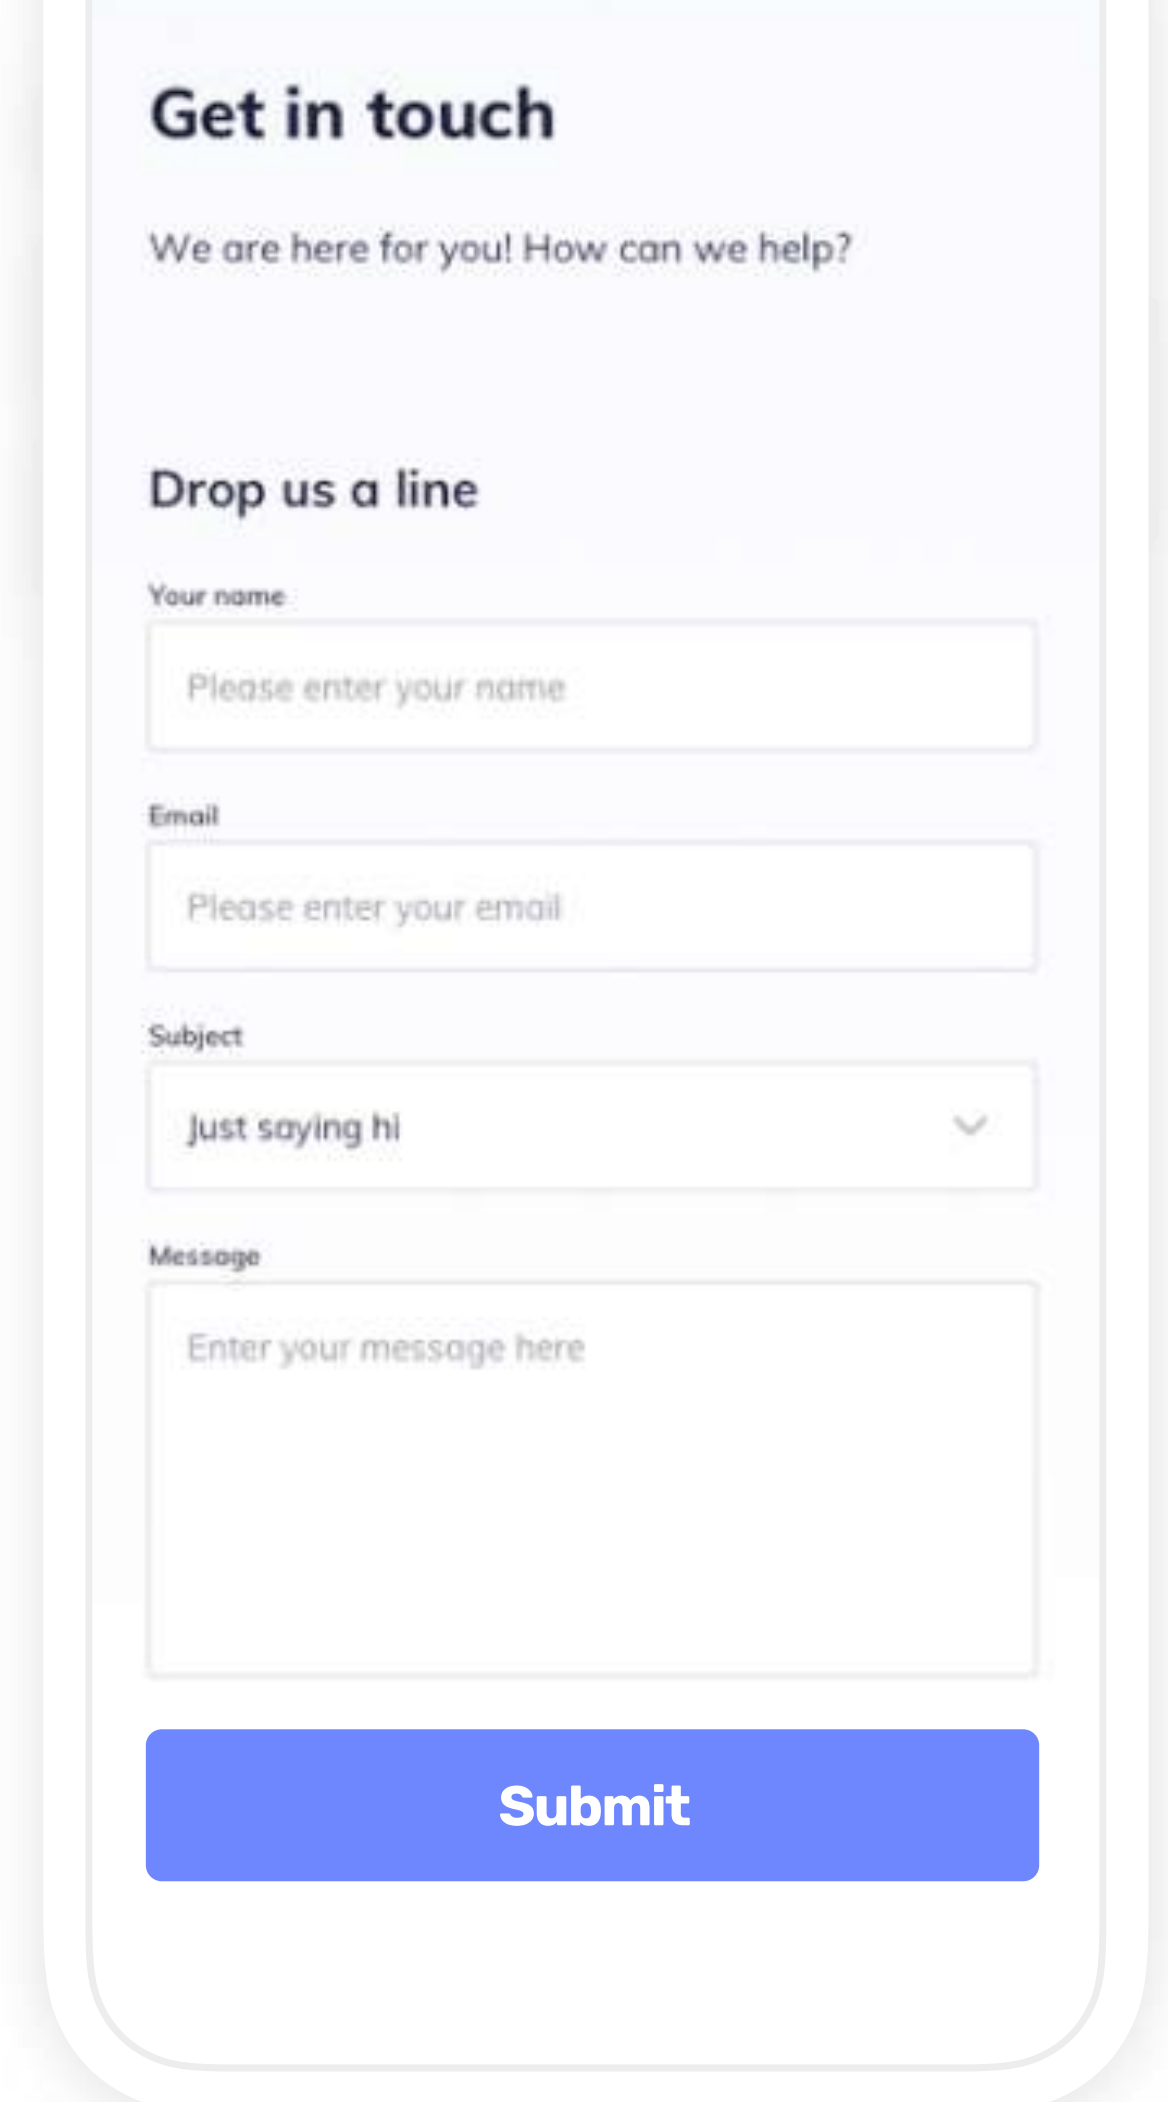 Get in touch
We are here for you! How can we help?
Drop us a line
Your name
Please enter your name
Email
Please enter your email
Subject
Just saying hi
Message
Enter your message here
Submit